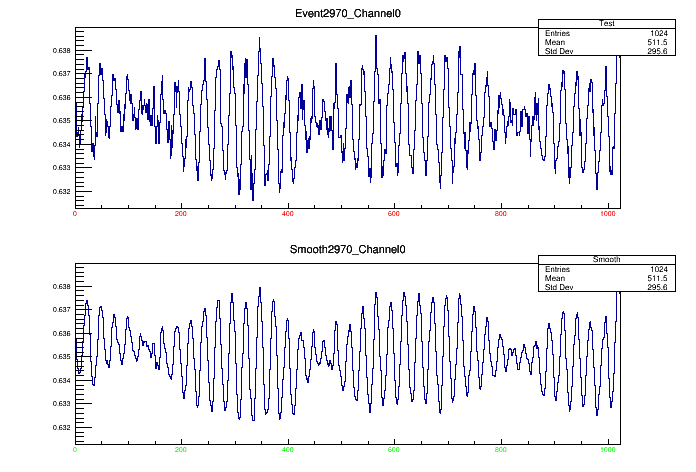 Event2970_Channel0
Test
Entries 1024
Mean 511.5
Std Dev 295.6
0.638
0.637
0.636
0.635
0.634
0.633
0.632
0 200 400 600 800 1000
Smooth2970_Channel0
Smooth
Entries 1024
Mean 511.5
Std Dev 295.6
0.638
0.637
0.636
0.635
0.634
0.633
0.632
0 200 400 600 800 1000